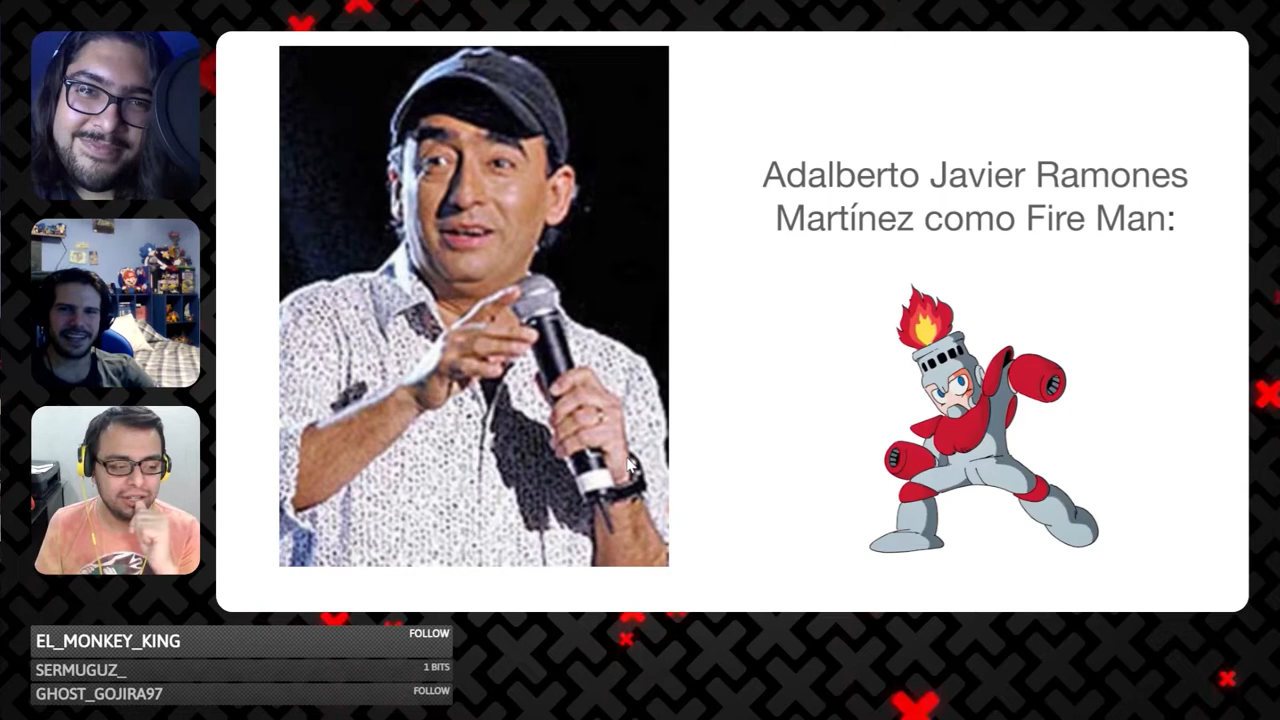 Adalberto Javier Ramones
Martínez como Fire Man:
EL_MONKEY_KING
FOLLOW
SERMUGUZ_
1 BITS
GHOST_GOJIRA97
FOLLOW